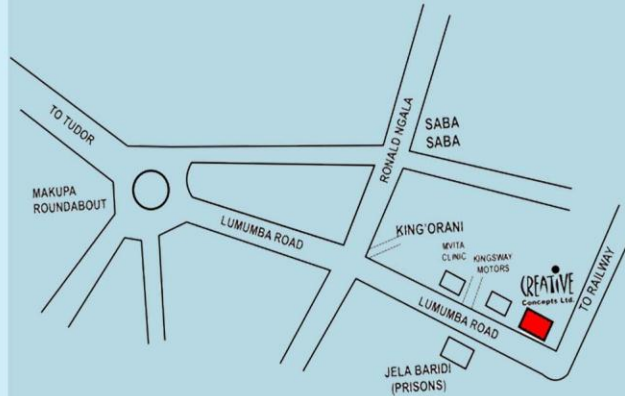 TO TUDOR
MAKUPA
ROUNDABOUT
LUMUMBA ROAD
RONALD NGALA
SABA
SABA
KING'ORANI
MVITA
CLINIC
KINGSWAY
MOTORS
CREATiVE
Concepts Ltd.
TO RAILWAY
LUMUMBA ROAD
JELA BARIDI
(PRISONS)